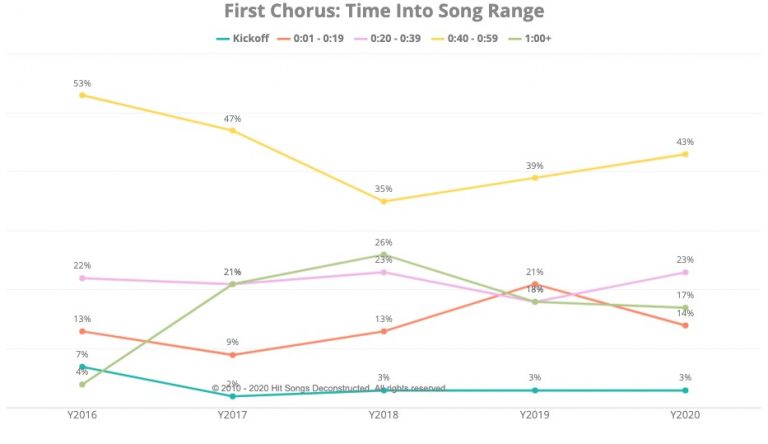 First Chorus: Time Into Song Range
Kickoff 0:01 - 0:19 0:20 - 0:39 0:40 - 0:59 1:00+
53%
47%
43%
39%
35%
26%
22% 21% 23% 21% 23%
18%
17%
13% 13% 14%
9%
7%
4%
2% 3% 3% 3%
© 2010 - 2020 Hit Songs Deconstructed. All rights reserved.
Y2016 Y2017 Y2018 Y2019 Y2020